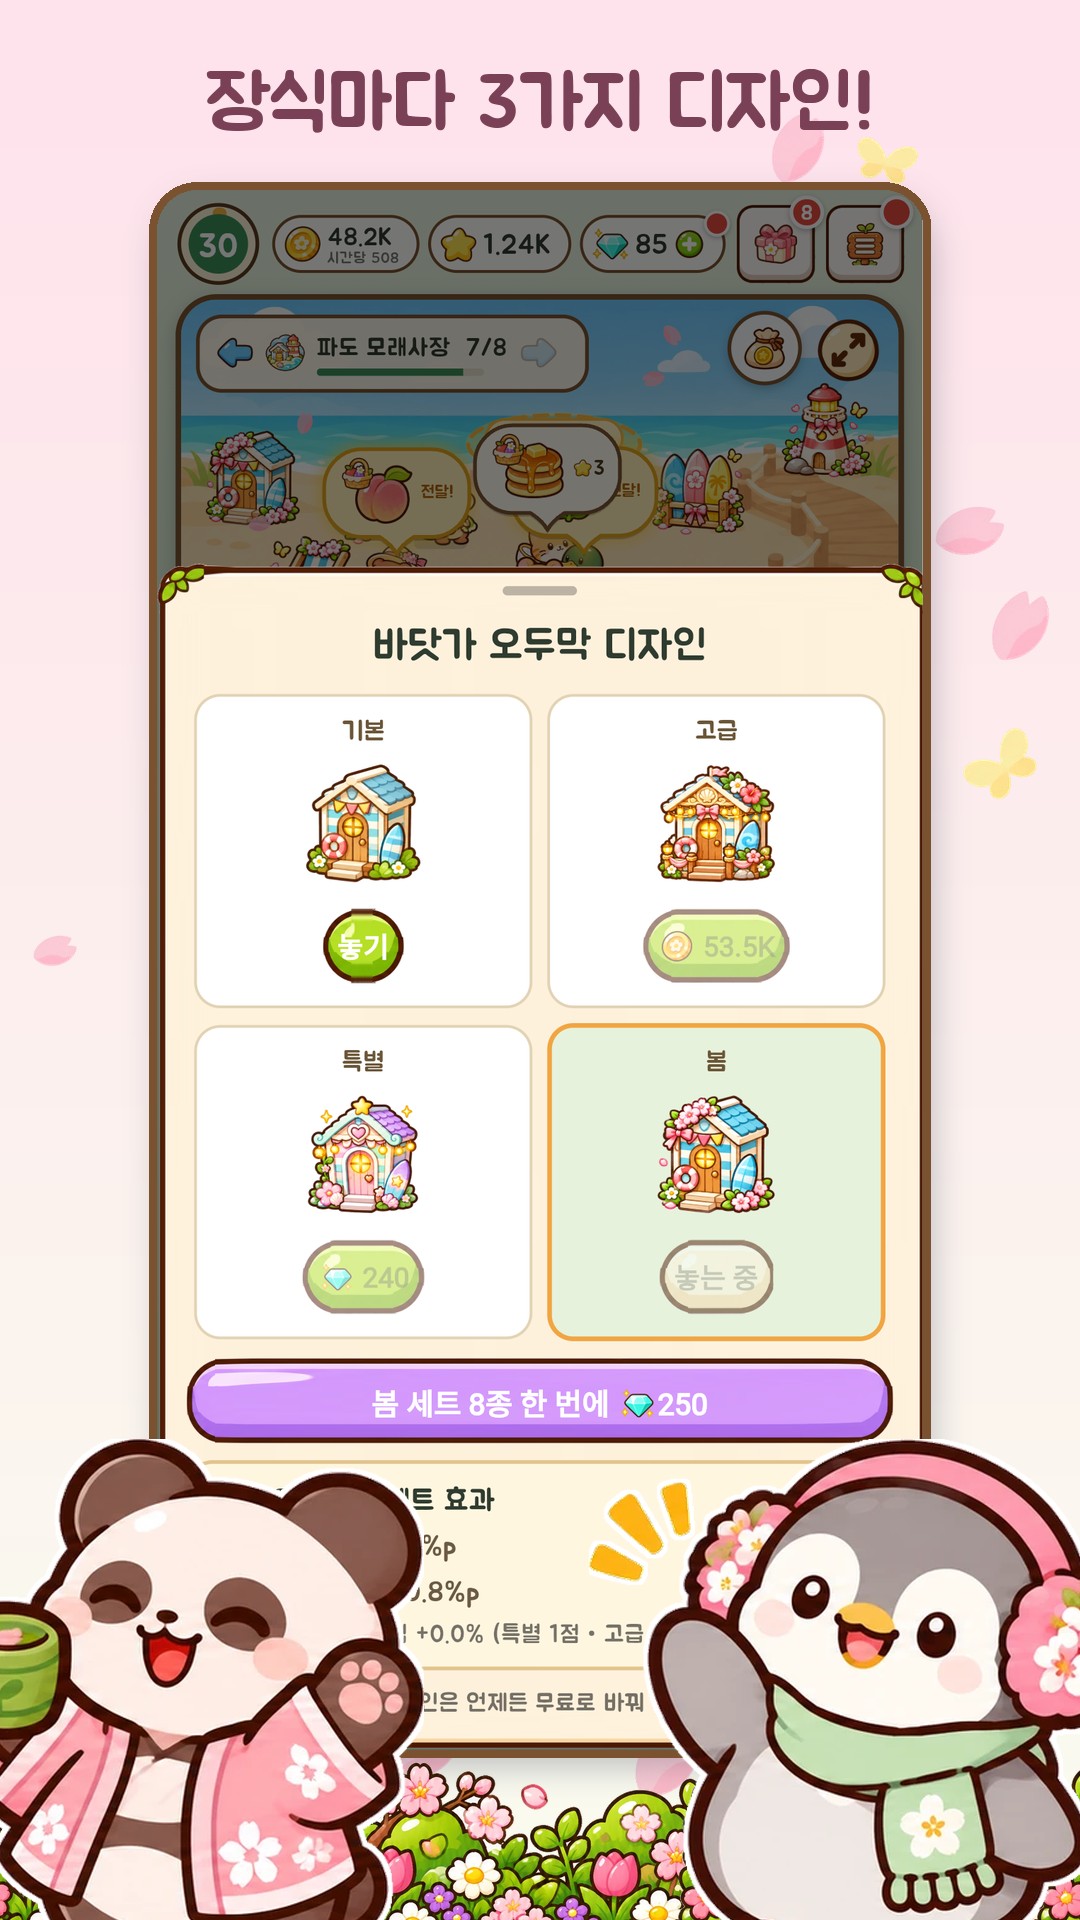 장식마다 3가지 디자인!
30
48.2K
시간당 508
1.24K
85
8
파도 모래사장 7/8
전달!
3
달!
바닷가 오두막 디자인
기본
고급
놓기
53.5K
특별
봄
240
놓는 중
봄 세트 8종 한 번에 250
세트 효과
%p
0.8%p
+0.0% (특별 1점 · 고급
언제든 무료로 바꿔